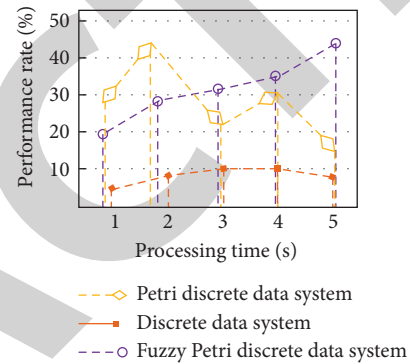 Performance rate (%)
50
40
30
20
10
1 2 3 4 5
Processing time (s)
Petri discrete data system
Discrete data system
Fuzzy Petri discrete data system